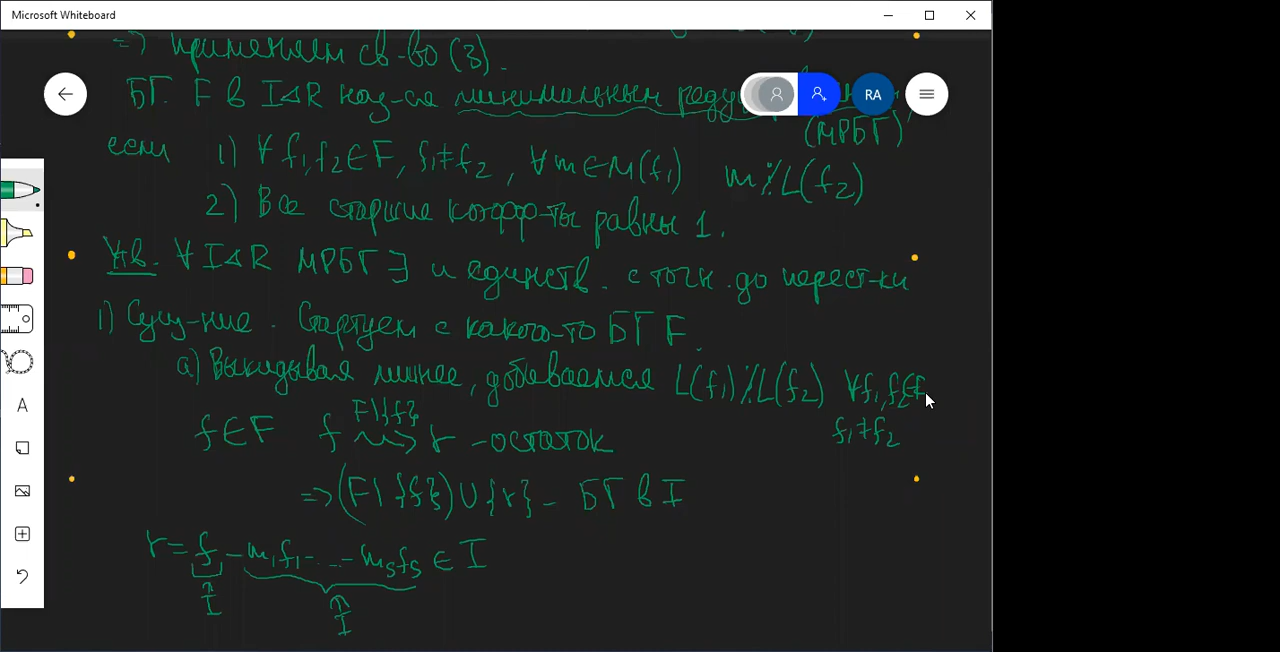 Microsoft Whiteboard
=> применяем св-во (3).
RA
БГ. F в I⊲R наз-ся минимальным
(МРБГ),
если 1) ∀ f₁, f₂ ∈ F, f₁ ≠ f₂, ∀ m ∈ M(f₁) m ⋮̸ L(f₂)
2) Все старшие коэфф-ты равны 1.
Утв. ∀ I⊲R МРБГ ∃ и единств. с точн. до перест-ки
1) Сущ-ние. Стартуем с какого-то БГ F.
а) Выкидывая лишнее, добиваемся L(f₁) ⋮̸ L(f₂) ∀ f₁, f₂ ∈ F
f₁ ≠ f₂
F\{f}
f ∈ F f ⇝ r - остаток
=> (F\{f}) ∪ {r} - БГ в I
r = f - m₁f₁ - ... - mₛfₛ ∈ I
I I
A